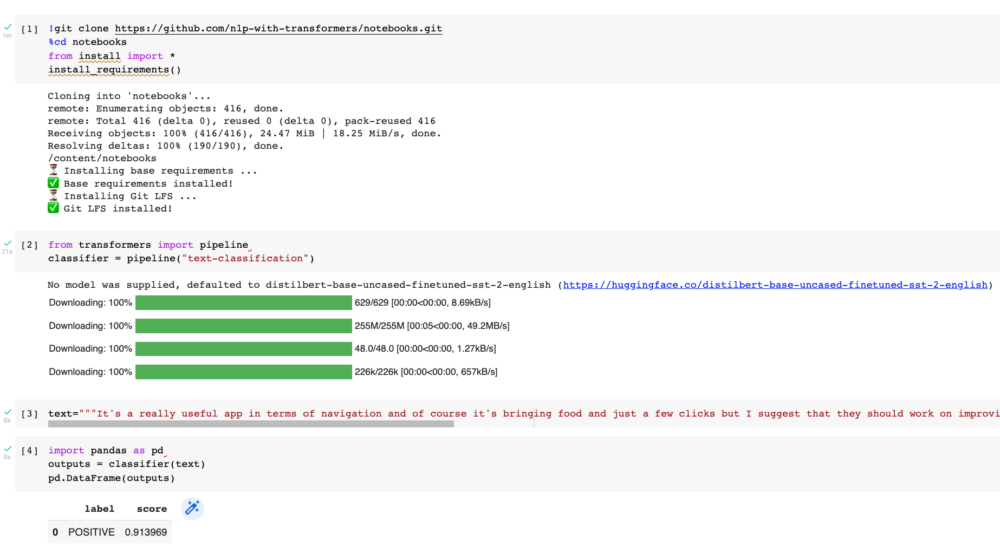 [1] !git clone https://github.com/nlp-with-transformers/notebooks.git
1m
%cd notebooks
from install import *
install_requirements()
Cloning into 'notebooks'...
remote: Enumerating objects: 416, done.
remote: Total 416 (delta 0), reused 0 (delta 0), pack-reused 416
Receiving objects: 100% (416/416), 24.47 MiB | 18.25 MiB/s, done.
Resolving deltas: 100% (190/190), done.
/content/notebooks
⏳ Installing base requirements ...
✅ Base requirements installed!
⏳ Installing Git LFS ...
✅ Git LFS installed!
[2] from transformers import pipeline
21s
classifier = pipeline("text-classification")
No model was supplied, defaulted to distilbert-base-uncased-finetuned-sst-2-english (https://huggingface.co/distilbert-base-uncased-finetuned-sst-2-english)
Downloading: 100% 629/629 [00:00<00:00, 8.69kB/s]
Downloading: 100% 255M/255M [00:05<00:00, 49.2MB/s]
Downloading: 100% 48.0/48.0 [00:00<00:00, 1.27kB/s]
Downloading: 100% 226k/226k [00:00<00:00, 657kB/s]
[3] text="""It's a really useful app in terms of navigation and of course it's bringing food and just a few clicks but I suggest that they should work on improvi
0s
[4] import pandas as pd
0s
outputs = classifier(text)
pd.DataFrame(outputs)
label score
0 POSITIVE 0.913969